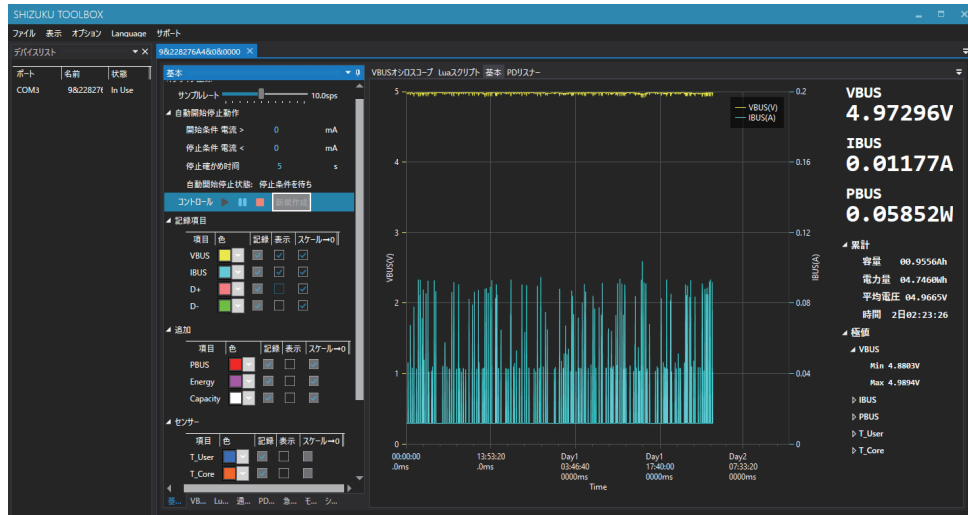 SHIZUKU TOOLBOX
ファイル 表示 オプション Language サポート
デバイスリスト
9&228276A4&0&0000
ポート 名前 状態
COM3 9&228276 In Use
基本
サンプルレート 10.0sps
自動開始停止動作
開始条件 電流 > 0 mA
停止条件 電流 < 0 mA
停止確かめ時間 5 s
自動開始停止状態: 停止条件を待ち
コントロール 新規作成
記録項目
項目 色 記録 表示 スケール→0
VBUS
IBUS
D+
D-
追加
項目 色 記録 表示 スケール→0
PBUS
Energy
Capacity
センサー
項目 色 記録 表示 スケール→0
T_User
T_Core
基... VB... Lu... 通... PD... 急... モ... シ...
VBUSオシロスコープ Luaスクリプト 基本 PDリスナー
VBUS(V)
IBUS(A)
5
4
3
2
1
0
VBUS(V)
0.2
0.16
0.12
0.08
0.04
0
IBUS(A)
00:00:00 13:53:20 Day1 Day1 Day2
.0ms .0ms 03:46:40 17:40:00 07:33:20
0000ms 0000ms 0000ms
Time
VBUS
4.97296V
IBUS
0.01177A
PBUS
0.05852W
累計
容量 00.9556Ah
電力量 04.7460Wh
平均電圧 04.9665V
時間 2日02:23:26
極値
VBUS
Min 4.8803V
Max 4.9894V
IBUS
PBUS
T_User
T_Core